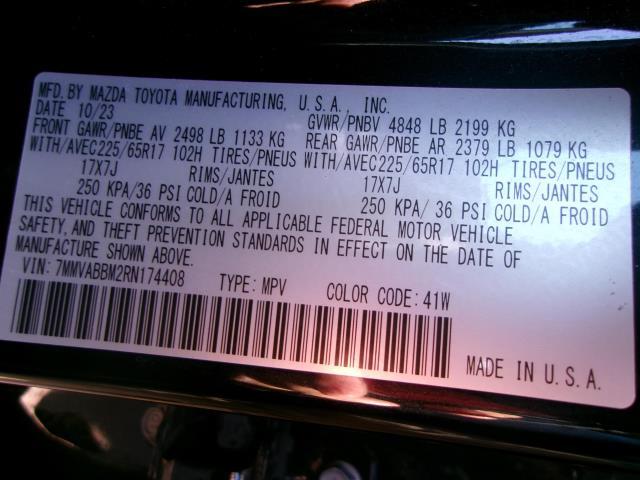 MFD. BY MAZDA TOYOTA MANUFACTURING, U.S.A., INC.
DATE 10/23 GVWR/PNBV 4848 LB 2199 KG
FRONT GAWR/PNBE AV 2498 LB 1133 KG REAR GAWR/PNBE AR 2379 LB 1079 KG
WITH/AVEC225/65R17 102H TIRES/PNEUS WITH/AVEC225/65R17 102H TIRES/PNEUS
17X7J RIMS/JANTES 17X7J RIMS/JANTES
250 KPA/36 PSI COLD/A FROID 250 KPA/ 36 PSI COLD/A FROID
THIS VEHICLE CONFORMS TO ALL APPLICABLE FEDERAL MOTOR VEHICLE
SAFETY, AND THEFT PREVENTION STANDARDS IN EFFECT ON THE DATE OF
MANUFACTURE SHOWN ABOVE.
VIN: 7MMVABBM2RN174408 TYPE: MPV COLOR CODE: 41W
MADE IN U.S.A.